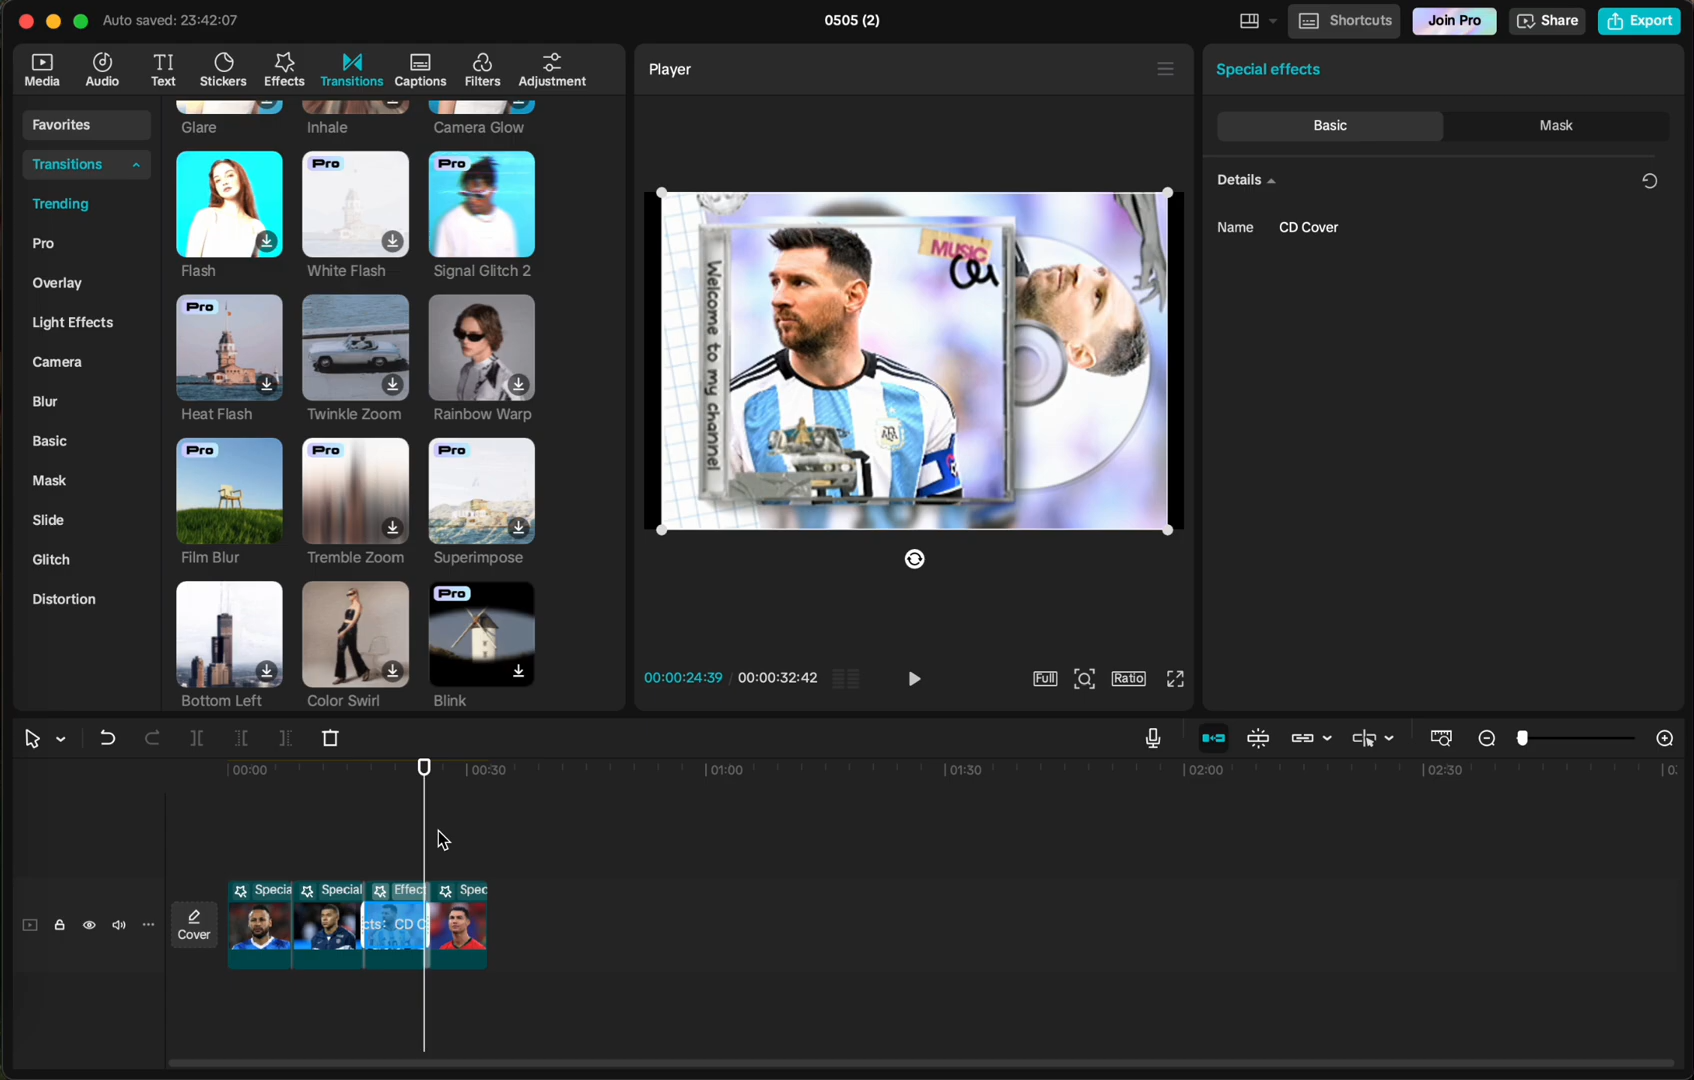 Auto saved: 23:42:07
0505 (2)
Shortcuts
Join Pro
Share
Export
Media
Audio
TI
Text
Stickers
Effects
Transitions
Captions
Filters
Adjustment
Favorites
Transitions
Trending
Pro
Overlay
Light Effects
Camera
Blur
Basic
Mask
Slide
Glitch
Distortion
Glare
Inhale
Camera Glow
Pro
Pro
Flash
White Flash
Signal Glitch 2
Pro
Heat Flash
Twinkle Zoom
Rainbow Warp
Pro
Pro
Pro
Film Blur
Tremble Zoom
Superimpose
Pro
Bottom Left
Color Swirl
Blink
Player
MUSIC
Welcome to my channel
AFA
00:00:24:39 / 00:00:32:42
Full
Ratio
Special effects
Basic
Mask
Details
Name
CD Cover
00:00
00:30
01:00
01:30
02:00
02:30
0:
Cover
Specia
Special
Effec
Spec
cts: CD C